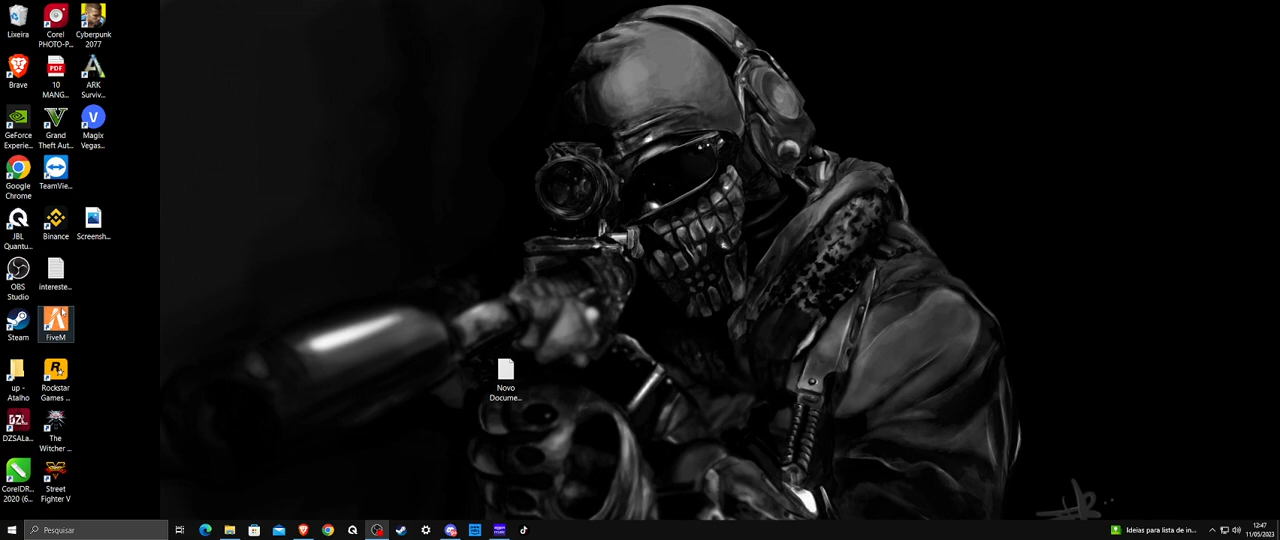 Lixeira
Corel
PHOTO-P...
Cyberpunk
2077
Brave
PDF
10
MANG...
ARK
Surviv...
GeForce
Experie...
Grand
Theft Aut...
V
Magix
Vegas...
Google
Chrome
TeamVie...
JBL
Quantu...
Binance
Screensh...
OBS
Studio
intereste...
Steam
FiveM
up -
Atalho
Rockstar
Games ...
Novo
Docume...
DZSALa...
The
Witcher ...
CorelDR...
2020 (6...
Street
Fighter V
Pesquisar
Ideias para lista de in...
12:47
11/05/2023